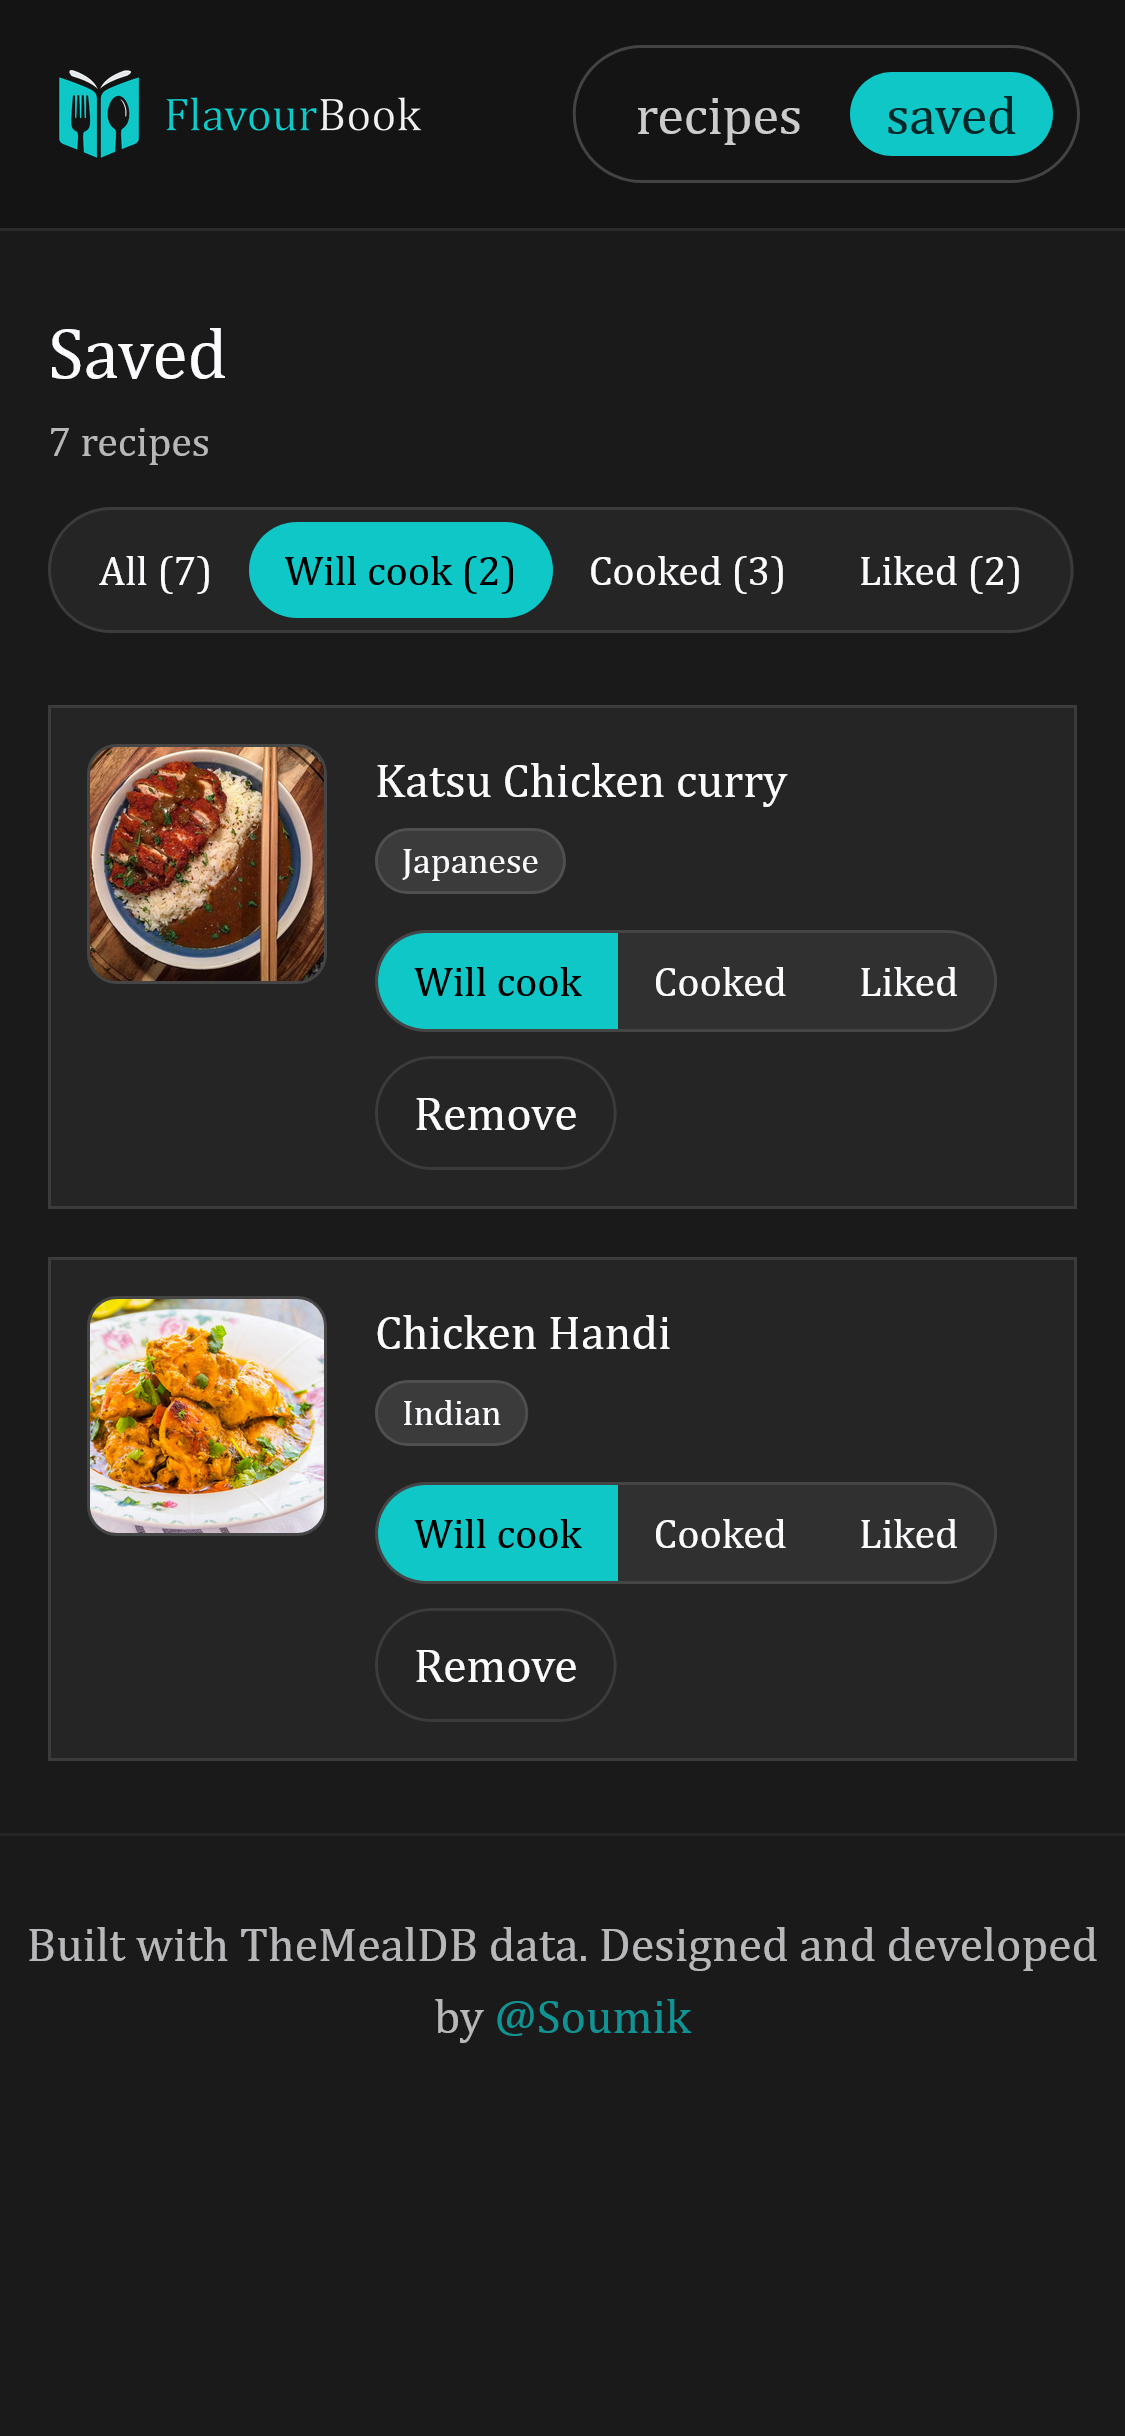 FlavourBook
recipes saved
Saved
7 recipes
All (7) Will cook (2) Cooked (3) Liked (2)
Katsu Chicken curry
Japanese
Will cook Cooked Liked
Remove
Chicken Handi
Indian
Will cook Cooked Liked
Remove
Built with TheMealDB data. Designed and developed
by @Soumik